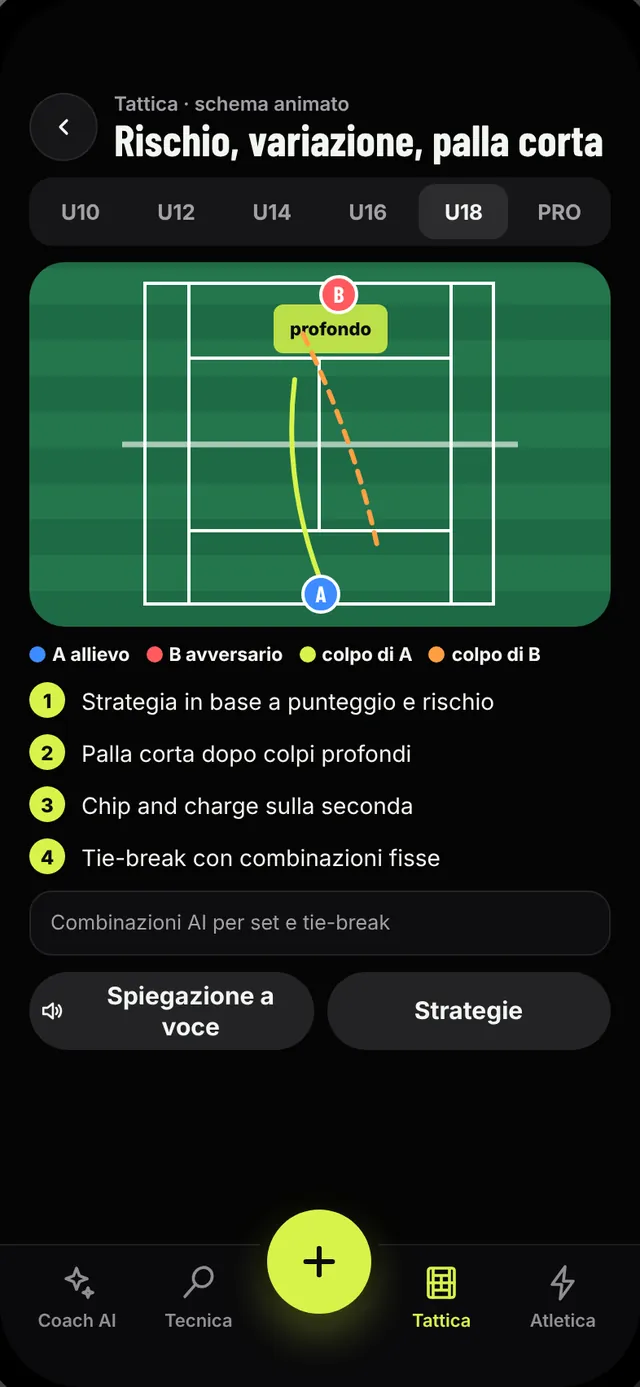 Tattica · schema animato
Rischio, variazione, palla corta
U10 U12 U14 U16 U18 PRO
B
profondo
A
A allievo B avversario colpo di A colpo di B
1 Strategia in base a punteggio e rischio
2 Palla corta dopo colpi profondi
3 Chip and charge sulla seconda
4 Tie-break con combinazioni fisse
Combinazioni AI per set e tie-break
Spiegazione a
voce
Strategie
Coach AI Tecnica Tattica Atletica